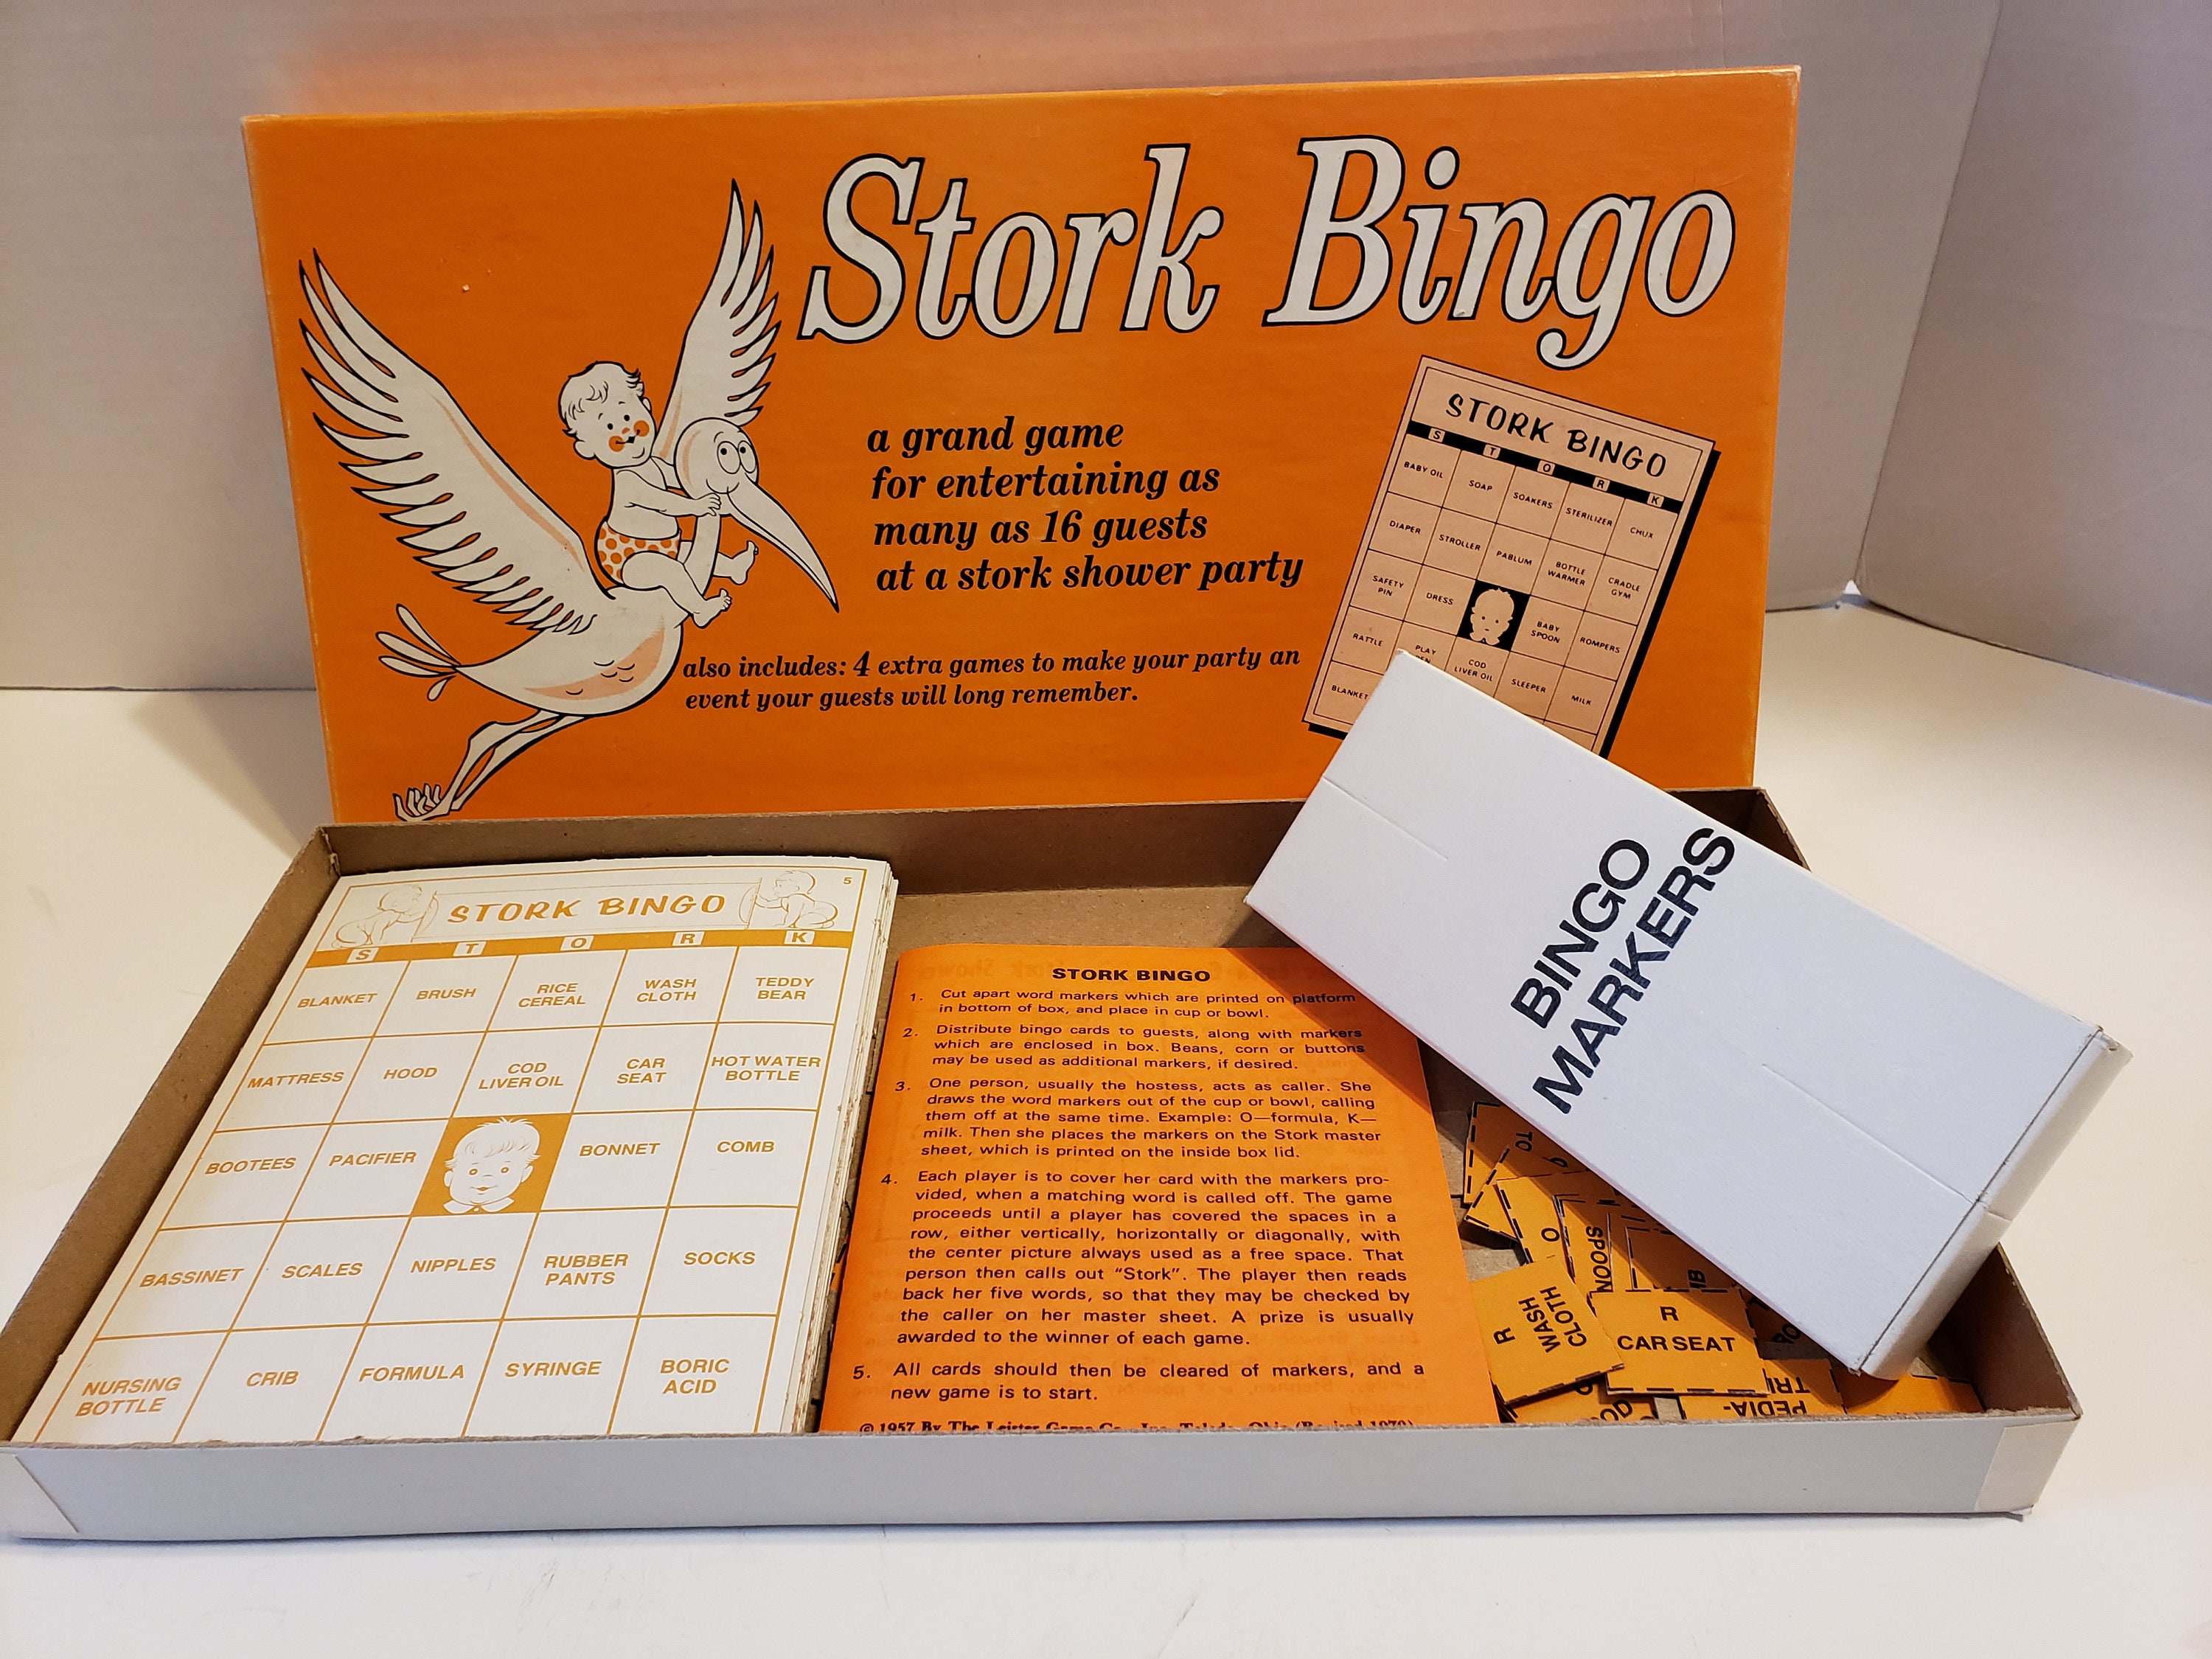 Stork Bingo
a grand game
for entertaining as
many as 16 guests
at a stork shower party
also includes: 4 extra games to make your party an
event your guests will long remember.
STORK BINGO
S T O R K
BABY OIL SOAP SOAKERS STERILIZER CHUX
DIAPER STROLLER PABLUM BOTTLE WARMER CRADLE GYM
SAFETY PIN DRESS BABY SPOON ROMPERS
RATTLE PLAY COD LIVER OIL SLEEPER MILK
BLANKET
BINGO
MARKERS
5
STORK BINGO
S T O R K
BLANKET BRUSH RICE CEREAL WASH CLOTH TEDDY BEAR
MATTRESS HOOD COD LIVER OIL CAR SEAT HOT WATER BOTTLE
BOOTEES PACIFIER BONNET COMB
BASSINET SCALES NIPPLES RUBBER PANTS SOCKS
NURSING BOTTLE CRIB FORMULA SYRINGE BORIC ACID
STORK BINGO
1. Cut apart word markers which are printed on platform
in bottom of box, and place in cup or bowl.
2. Distribute bingo cards to guests, along with markers
which are enclosed in box. Beans, corn or buttons
may be used as additional markers, if desired.
3. One person, usually the hostess, acts as caller. She
draws the word markers out of the cup or bowl, calling
them off at the same time. Example: O—formula, K—
milk. Then she places the markers on the Stork master
sheet, which is printed on the inside box lid.
4. Each player is to cover her card with the markers pro-
vided, when a matching word is called off. The game
proceeds until a player has covered the spaces in a
row, either vertically, horizontally or diagonally, with
the center picture always used as a free space. That
person then calls out "Stork". The player then reads
back her five words, so that they may be checked by
the caller on her master sheet. A prize is usually
awarded to the winner of each game.
5. All cards should then be cleared of markers, and a
new game is to start.
© 1957 By The Leister Game Co., Inc., Toledo, Ohio (Revised 1970)
O
SPOON
R
WASH
CLOTH
R
CAR SEAT
PEDIA-